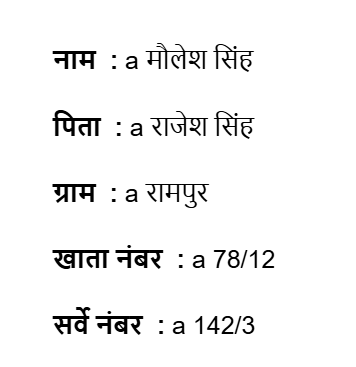 नाम : a मौलेश सिंह
पिता : a राजेश सिंह
ग्राम : a रामपुर
खाता नंबर : a 78/12
सर्वे नंबर : a 142/3